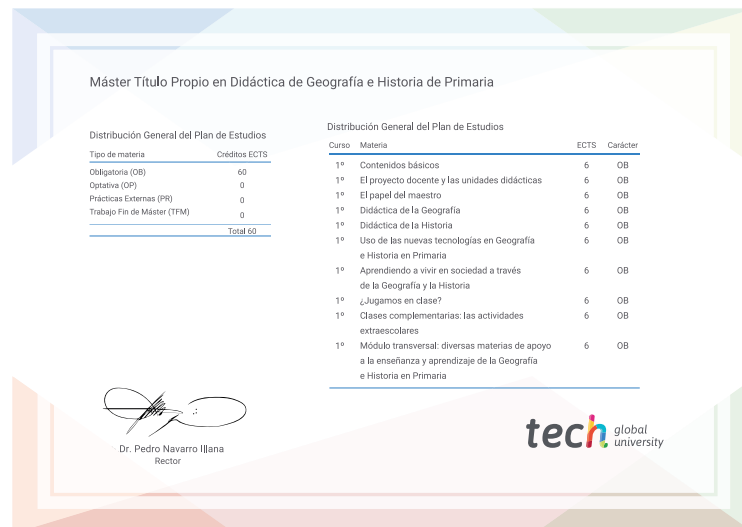 Máster Título Propio en Didáctica de Geografía e Historia de Primaria
Distribución General del Plan de Estudios
Tipo de materia Créditos ECTS
Obligatoria (OB) 60
Optativa (OP) 0
Prácticas Externas (PR) 0
Trabajo Fin de Máster (TFM) 0
Total 60
Distribución General del Plan de Estudios
Curso Materia ECTS Carácter
1º Contenidos básicos 6 OB
1º El proyecto docente y las unidades didácticas 6 OB
1º El papel del maestro 6 OB
1º Didáctica de la Geografía 6 OB
1º Didáctica de la Historia 6 OB
1º Uso de las nuevas tecnologías en Geografía 6 OB
e Historia en Primaria
1º Aprendiendo a vivir en sociedad a través 6 OB
de la Geografía y la Historia
1º ¿Jugamos en clase? 6 OB
1º Clases complementarias: las actividades 6 OB
extraescolares
1º Módulo transversal: diversas materias de apoyo 6 OB
a la enseñanza y aprendizaje de la Geografía
e Historia en Primaria
Dr. Pedro Navarro Illana
Rector
tech global
university